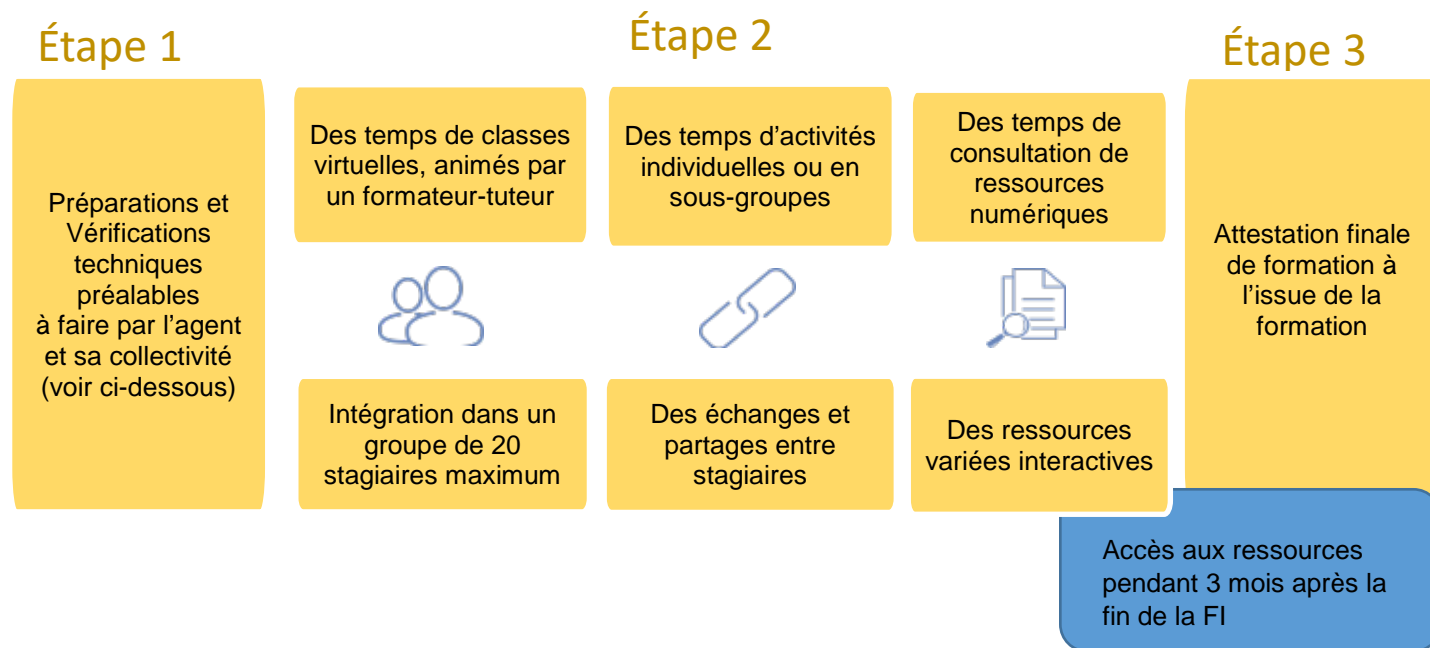 Étape 1
Préparations et
Vérifications
techniques
préalables
à faire par l'agent
et sa collectivité
(voir ci-dessous)
Étape 2
Des temps de classes
virtuelles, animés par
un formateur-tuteur
Des temps d'activités
individuelles ou en
sous-groupes
Des temps de
consultation de
ressources
numériques
Intégration dans un
groupe de 20
stagiaires maximum
Des échanges et
partages entre
stagiaires
Des ressources
variées interactives
Étape 3
Attestation finale
de formation à
l'issue de la
formation
Accès aux ressources
pendant 3 mois après la
fin de la FI